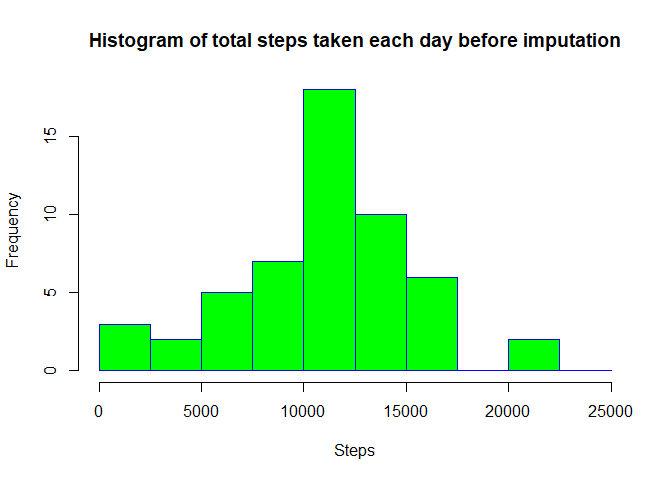 Histogram of total steps taken each day before imputation
Frequency
15
10
5
0
0 5000 10000 15000 20000 25000
Steps